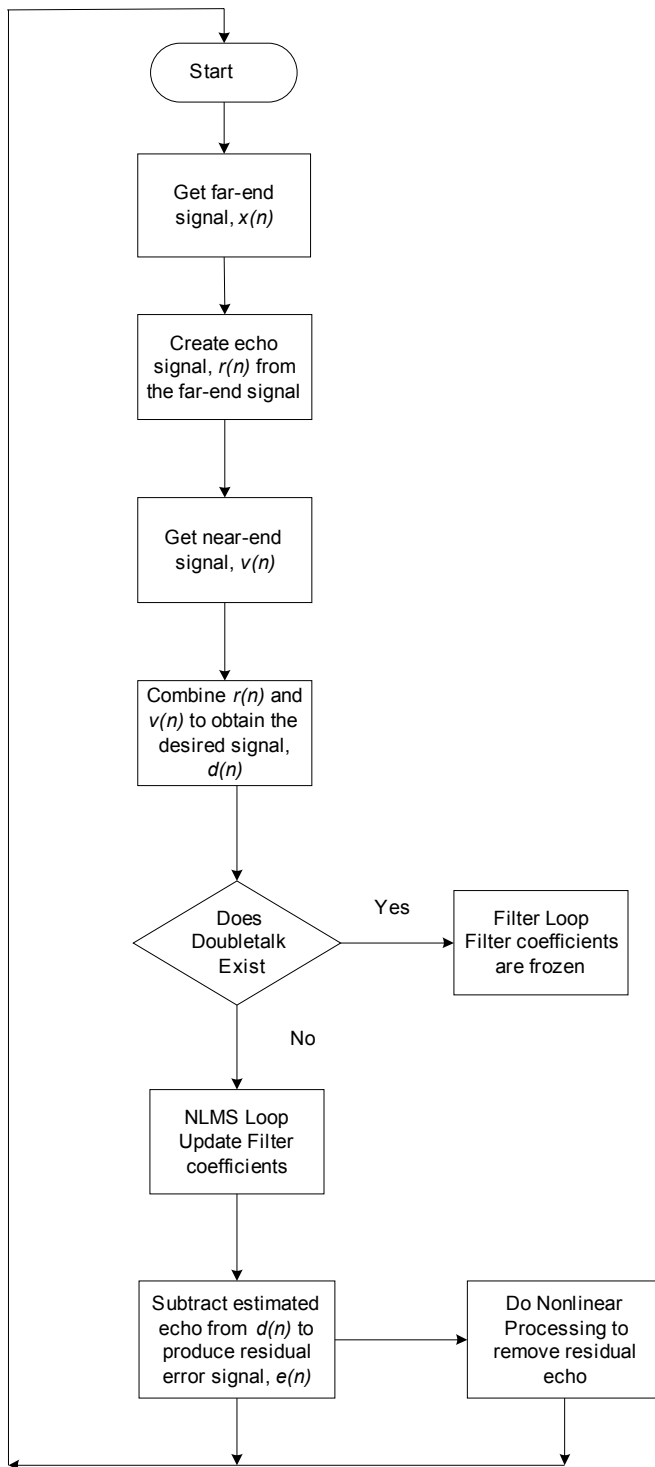 Start
Get far-end
signal, x(n)
Create echo
signal, r(n) from
the far-end signal
Get near-end
signal, v(n)
Combine r(n) and
v(n) to obtain the
desired signal,
d(n)
Does
Doubletalk
Exist
Yes
Filter Loop
Filter coefficients
are frozen
No
NLMS Loop
Update Filter
coefficients
Subtract estimated
echo from d(n) to
produce residual
error signal, e(n)
Do Nonlinear
Processing to
remove residual
echo